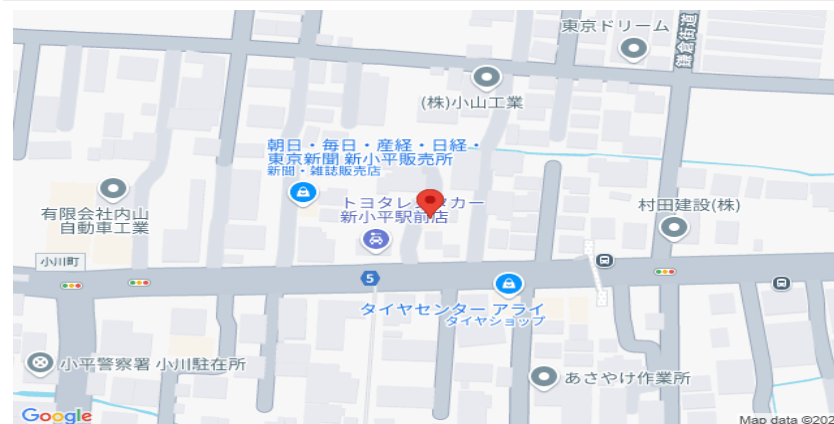 東京ドリーム
鎌倉街道
(株)小山工業
朝日・毎日・産経・日経・
東京新聞 新小平販売所
新聞・雑誌販売店
トヨタレ
カー
新小平駅前店
有限会社内山
自動車工業
村田建設(株)
小川町
5
タイヤセンター アライ
タイヤショップ
小平警察署 小川駐在所
あさやけ作業所
Google
Map data ©202